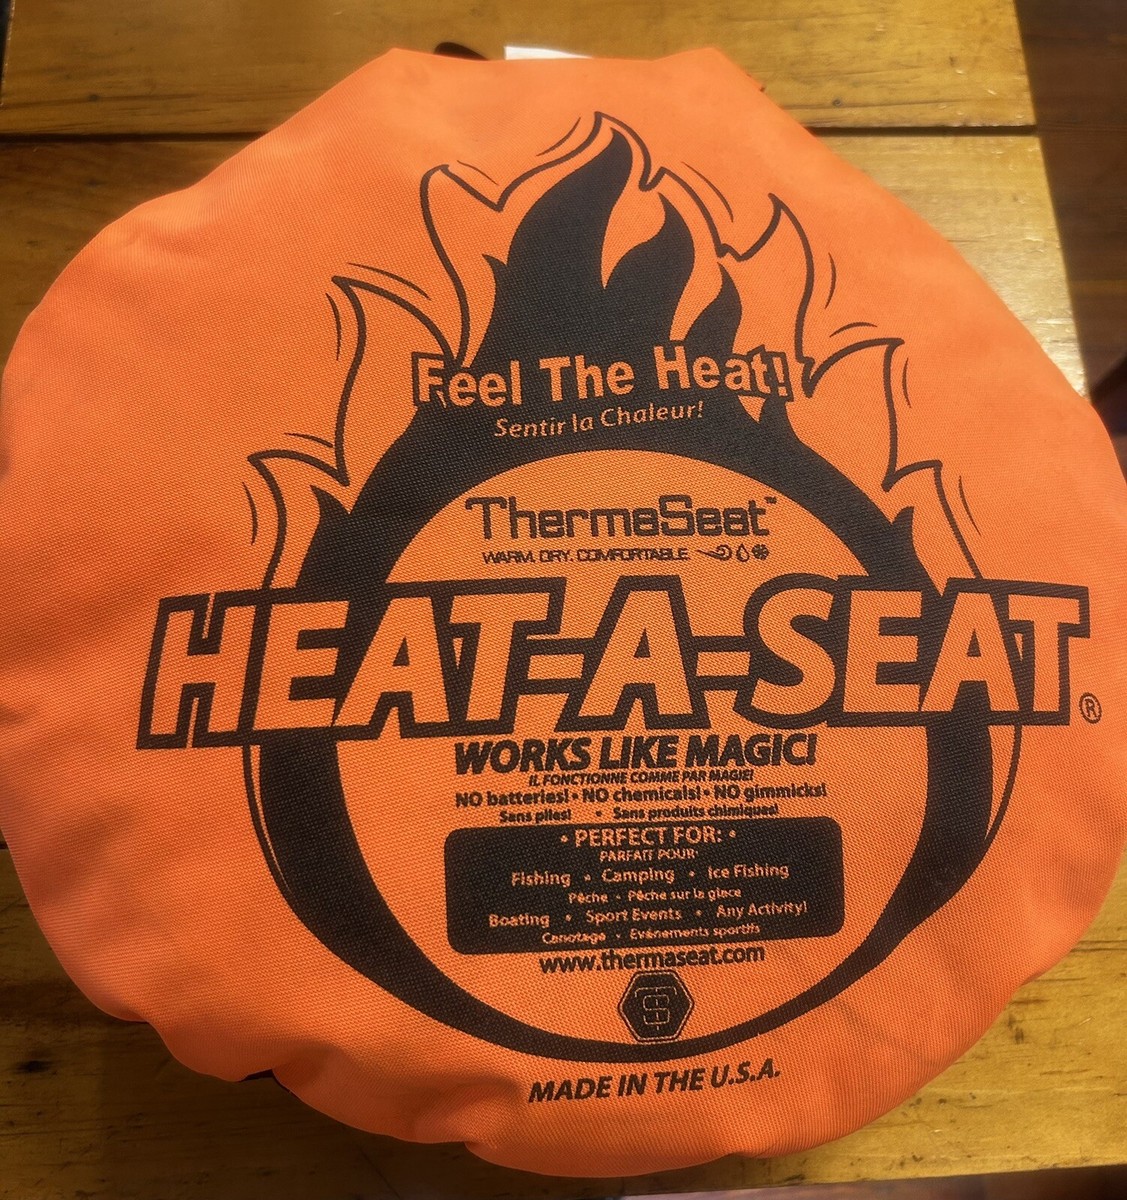 Feel The Heat!
Sentir la Chaleur!
ThermaSeat™
WARM. DRY. COMFORTABLE.
HEAT-A-SEAT®
WORKS LIKE MAGIC!
IL FONCTIONNE COMME PAR MAGIE!
NO batteries! • NO chemicals! • NO gimmicks!
Sans piles! • Sans produits chimiques!
• PERFECT FOR: •
PARFAIT POUR:
Fishing • Camping • Ice Fishing
Pêche • Pêche sur la glace
Boating • Sport Events • Any Activity!
Canotage • Evénements sportifs
www.thermaseat.com
TS
MADE IN THE U.S.A.